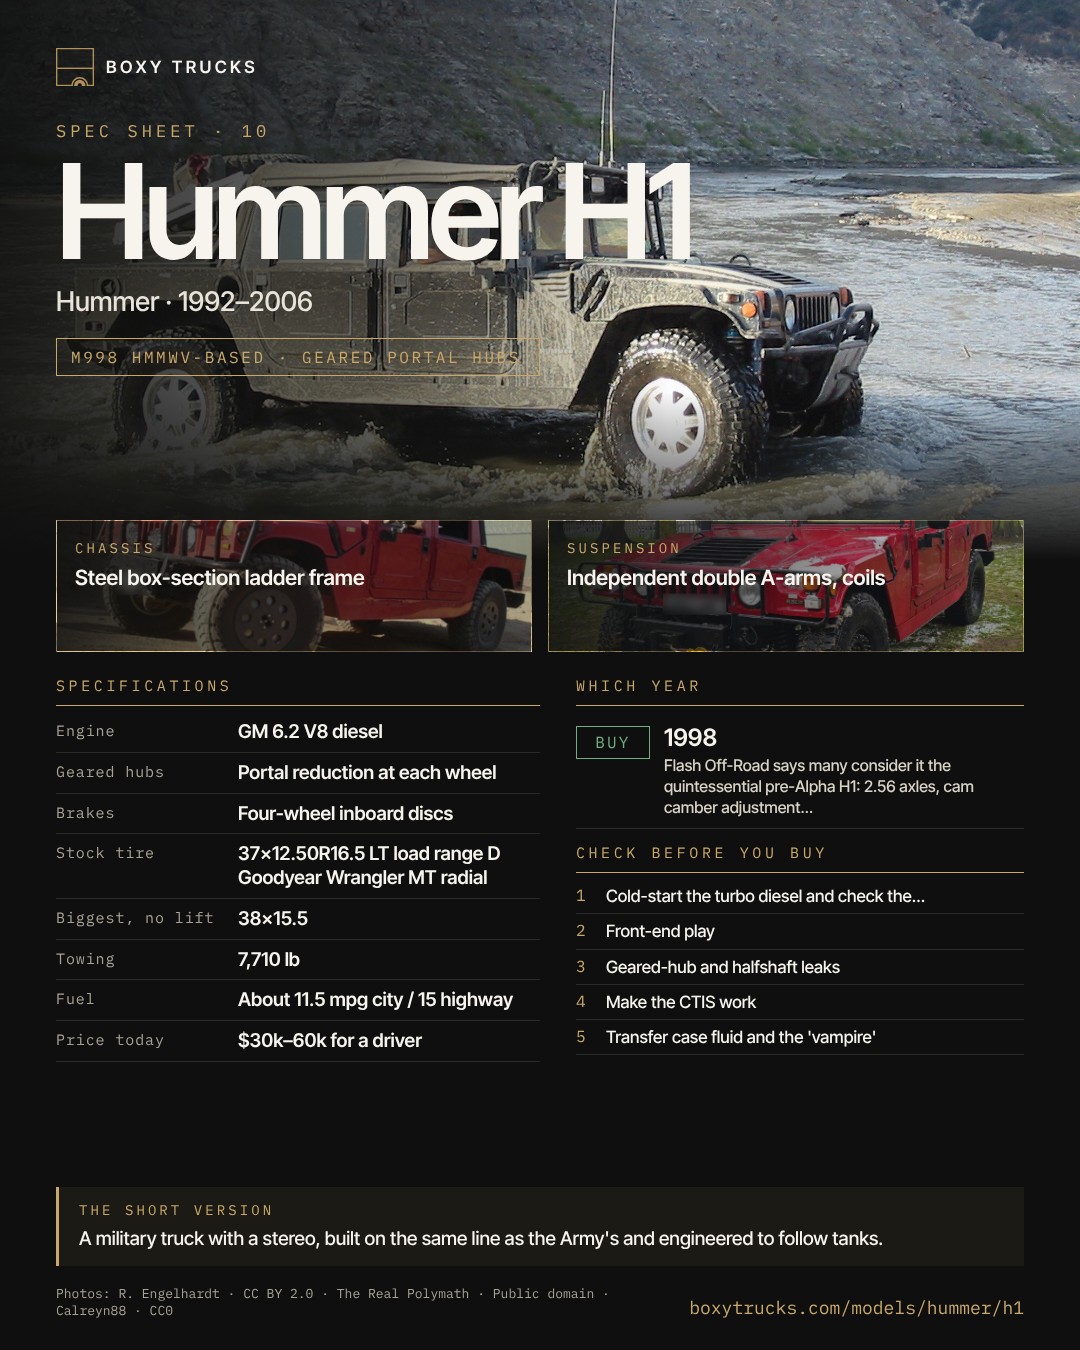 BOXY TRUCKS
SPEC SHEET · 10
Hummer H1
Hummer · 1992–2006
M998 HMMWV-BASED · GEARED PORTAL HUBS
CHASSIS
Steel box-section ladder frame
SUSPENSION
Independent double A-arms, coils
SPECIFICATIONS
Engine GM 6.2 V8 diesel
Geared hubs Portal reduction at each wheel
Brakes Four-wheel inboard discs
Stock tire 37×12.50R16.5 LT load range D
Goodyear Wrangler MT radial
Biggest, no lift 38×15.5
Towing 7,710 lb
Fuel About 11.5 mpg city / 15 highway
Price today $30k–60k for a driver
WHICH YEAR
BUY 1998
Flash Off-Road says many consider it the
quintessential pre-Alpha H1: 2.56 axles, cam
camber adjustment...
CHECK BEFORE YOU BUY
1 Cold-start the turbo diesel and check the...
2 Front-end play
3 Geared-hub and halfshaft leaks
4 Make the CTIS work
5 Transfer case fluid and the 'vampire'
THE SHORT VERSION
A military truck with a stereo, built on the same line as the Army's and engineered to follow tanks.
Photos: R. Engelhardt · CC BY 2.0 · The Real Polymath · Public domain ·
Calreyn88 · CC0
boxytrucks.com/models/hummer/h1